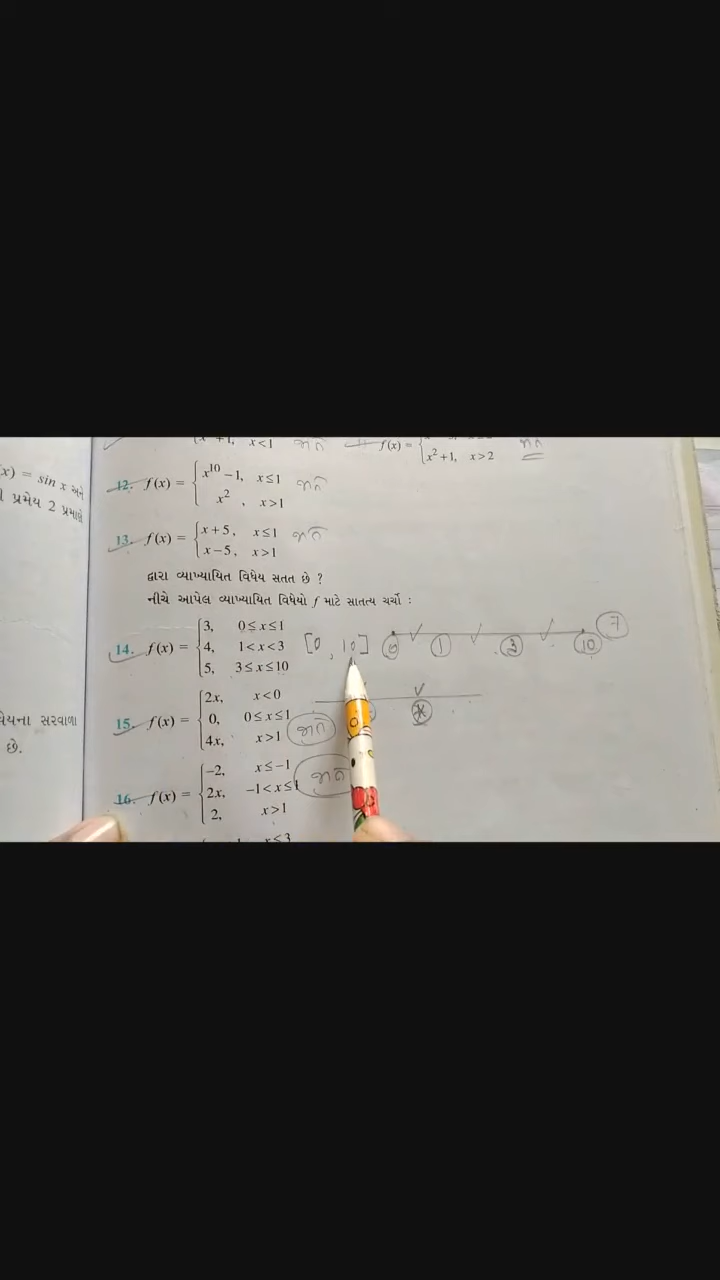 x) = sin x અને
પ્રમેય 2 પ્રમાણે
યેયના સરવાળા
છે.
+1, x<1
f(x) =
x²+1, x>2
12. f(x) = { x¹⁰ – 1, x≤1
x², x>1
13. f(x) = { x+5, x≤1
x–5, x>1
દ્વારા વ્યાખ્યાયિત વિધેય સતત છે ?
નીચે આપેલ વ્યાખ્યાયિત વિધેયો f માટે સાતત્ય ચર્ચો :
3, 0≤x≤1
14. f(x) = { 4, 1<x<3 [0, 10] 0 1 3 10 7
5, 3≤x≤10
2x, x<0
15. f(x) = { 0, 0≤x≤1
4x, x>1
–2, x≤–1
16. f(x) = { 2x, –1<x≤1
2, x>1
x≤3